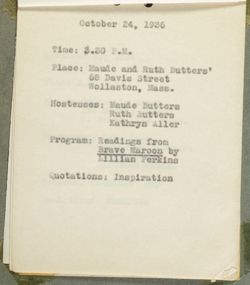 October 24, 1936
Time: 3.30 P.M.
Place: Maude and Ruth Butters'
68 Davis Street
Wollaston, Mass.
Hostesses: Maude Butters
Ruth Butters
Kathryn Aller
Program: Readings from
Brave Maroon by
Lillian Perkins
Quotations: Inspiration